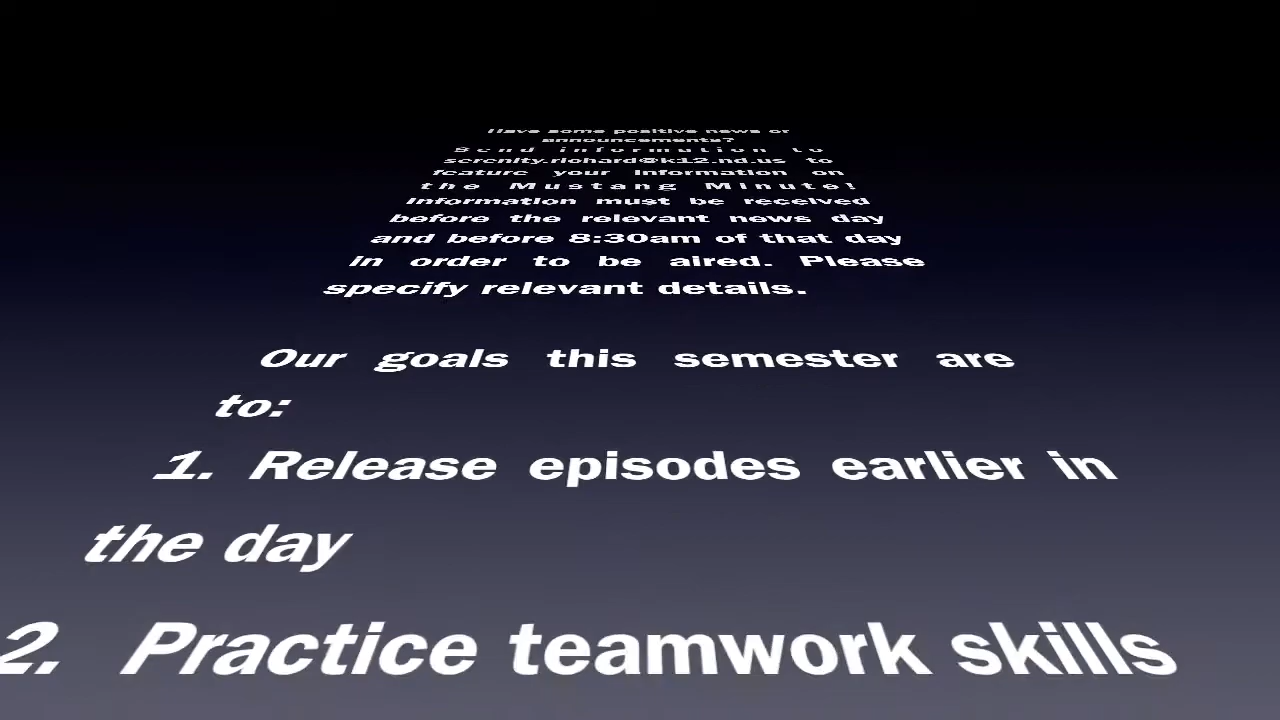 Have some positive news or
announcements?
Send information to
serenity.richard@k12.nd.us to
feature your information on
the Mustang Minute!
Information must be received
before the relevant news day
and before 8:30am of that day
in order to be aired. Please
specify relevant details.
Our goals this semester are
to:
1. Release episodes earlier in
the day
2. Practice teamwork skills